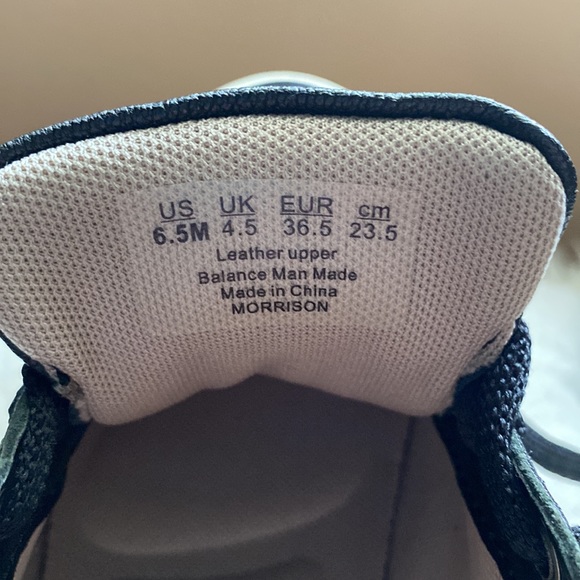 US UK EUR cm
6.5M 4.5 36.5 23.5
Leather upper
Balance Man Made
Made in China
MORRISON